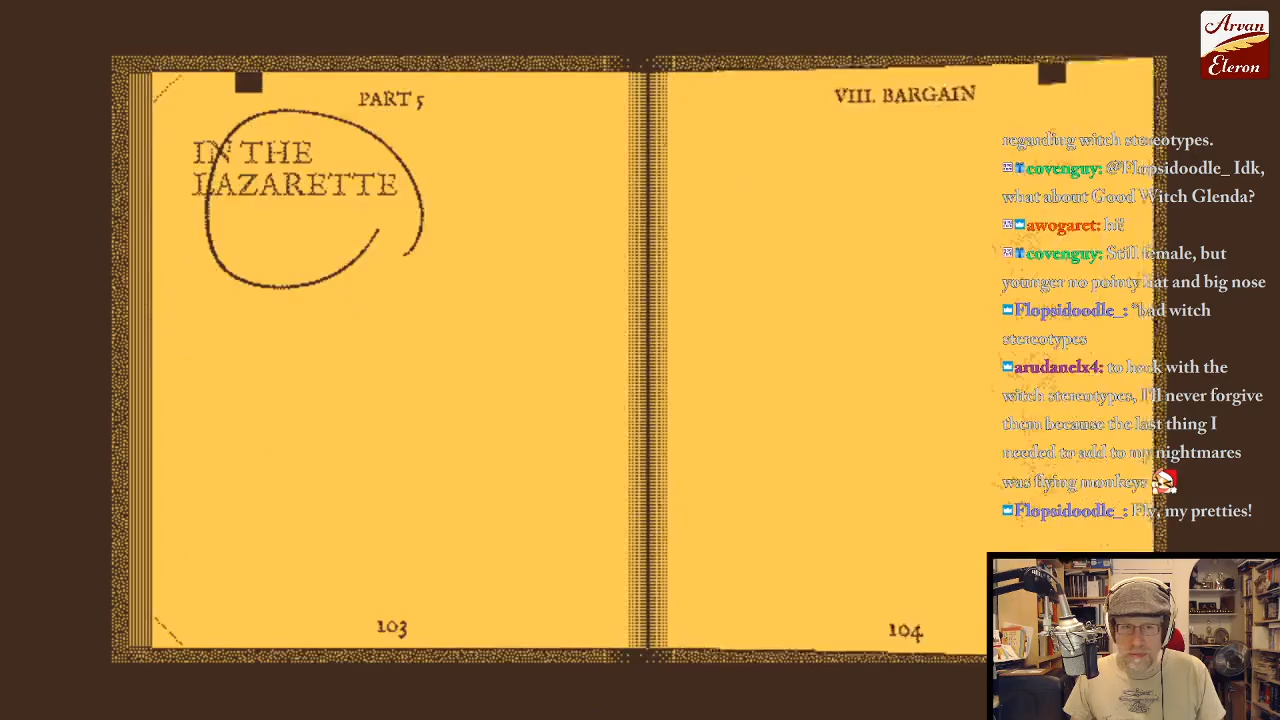 PART 5
IN THE
LAZARETTE
103
VIII. BARGAIN
104
Arvan
Eleron
regarding witch stereotypes.
covenguy: @Flopsidoodle_ Idk,
what about Good Witch Glenda?
awogaret: hi!
covenguy: Still female, but
younger no pointy hat and big nose
Flopsidoodle_: *bad witch
stereotypes
arudanelx4: to heck with the
witch stereotypes, I'll never forgive
them because the last thing I
needed to add to my nightmares
was flying monkeys
Flopsidoodle_: Fly, my pretties!